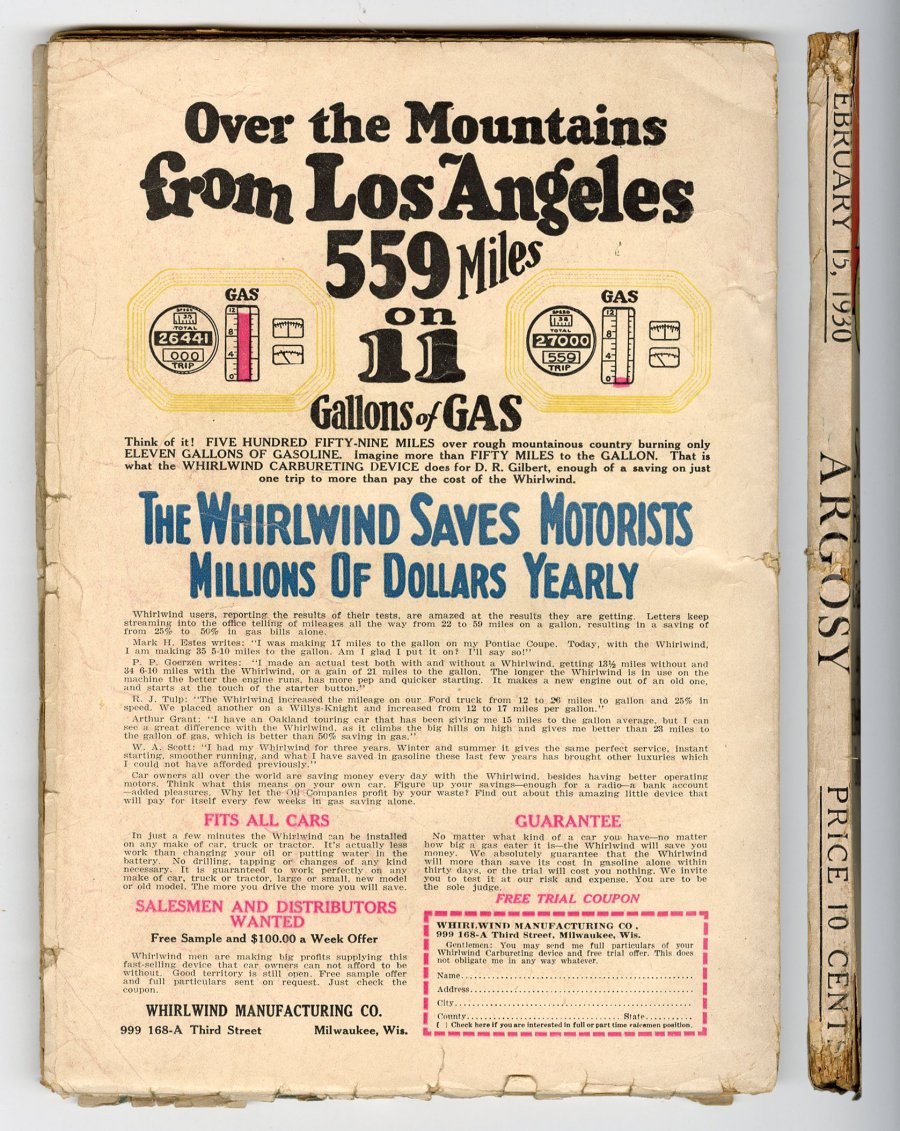 Over the Mountains
from Los Angeles
559 Miles
on
11
Gallons of GAS
SPEED
35
TOTAL
26441
000
TRIP
GAS
12
8
4
0
SPEED
38
TOTAL
27000
559
TRIP
GAS
12
8
4
0
Think of it! FIVE HUNDRED FIFTY-NINE MILES over rough mountainous country burning only
ELEVEN GALLONS OF GASOLINE. Imagine more than FIFTY MILES to the GALLON. That is
what the WHIRLWIND CARBURETING DEVICE does for D. R. Gilbert, enough of a saving on just
one trip to more than pay the cost of the Whirlwind.
THE WHIRLWIND SAVES MOTORISTS
MILLIONS OF DOLLARS YEARLY
Whirlwind users, reporting the results of their tests, are amazed at the results they are getting. Letters keep
streaming into the office telling of mileages all the way from 22 to 59 miles on a gallon, resulting in a saving of
from 25% to 50% in gas bills alone.
Mark H. Estes writes: "I was making 17 miles to the gallon on my Pontiac Coupe. Today, with the Whirlwind,
I am making 35 5-10 miles to the gallon. Am I glad I put it on? I'll say so!"
P. P. Goerzen writes: "I made an actual test both with and without a Whirlwind, getting 13½ miles without and
34 6-10 miles with the Whirlwind, or a gain of 21 miles to the gallon. The longer the Whirlwind is in use on the
machine the better the engine runs, has more pep and quicker starting. It makes a new engine out of an old one,
and starts at the touch of the starter button."
R. J. Tulp: "The Whirlwind increased the mileage on our Ford truck from 12 to 26 miles to gallon and 25% in
speed. We placed another on a Willys-Knight and increased from 12 to 17 miles per gallon."
Arthur Grant: "I have an Oakland touring car that has been giving me 15 miles to the gallon average, but I can
see a great difference with the Whirlwind, as it climbs the big hills on high and gives me better than 23 miles to
the gallon of gas, which is better than 50% saving in gas."
W. A. Scott: "I had my Whirlwind for three years. Winter and summer it gives the same perfect service, instant
starting, smoother running, and what I have saved in gasoline these last few years has brought other luxuries which
I could not have afforded previously."
Car owners all over the world are saving money every day with the Whirlwind, besides having better operating
motors. Think what this means on your own car. Figure up your savings—enough for a radio—a bank account
—added pleasures. Why let the Oil Companies profit by your waste? Find out about this amazing little device that
will pay for itself every few weeks in gas saving alone.
FITS ALL CARS
In just a few minutes the Whirlwind can be installed
on any make of car, truck or tractor. It's actually less
work than changing your oil or putting water in the
battery. No drilling, tapping or changes of any kind
necessary. It is guaranteed to work perfectly on any
make of car, truck or tractor, large or small, new model
or old model. The more you drive the more you will save.
SALESMEN AND DISTRIBUTORS
WANTED
Free Sample and $100.00 a Week Offer
Whirlwind men are making big profits supplying this
fast-selling device that car owners can not afford to be
without. Good territory is still open. Free sample offer
and full particulars sent on request. Just check the
coupon.
WHIRLWIND MANUFACTURING CO.
999 168-A Third Street Milwaukee, Wis.
GUARANTEE
No matter what kind of a car you have—no matter
how big a gas eater it is—the Whirlwind will save you
money. We absolutely guarantee that the Whirlwind
will more than save its cost in gasoline alone within
thirty days, or the trial will cost you nothing. We invite
you to test it at our risk and expense. You are to be
the sole judge.
FREE TRIAL COUPON
WHIRLWIND MANUFACTURING CO.,
999 168-A Third Street, Milwaukee, Wis.
Gentlemen: You may send me full particulars of your
Whirlwind Carbureting device and free trial offer. This does
not obligate me in any way whatever.
Name
Address
City
County State
[ ] Check here if you are interested in full or part time salesmen position.
EBRUARY 15, 1930
ARGOSY
PRICE 10 CENTS